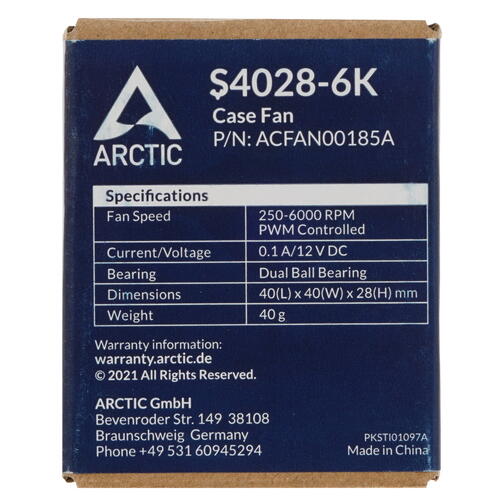 S4028-6K
Case Fan
P/N: ACFAN00185A
ARCTIC
Specifications
Fan Speed 250-6000 RPM
PWM Controlled
Current/Voltage 0.1 A/12 V DC
Bearing Dual Ball Bearing
Dimensions 40(L) x 40(W) x 28(H) mm
Weight 40 g
Warranty information:
warranty.arctic.de
© 2021 All Rights Reserved.
ARCTIC GmbH
Bevenroder Str. 149 38108
Braunschweig Germany
Phone +49 531 60945294
PKSTI01097A
Made in China